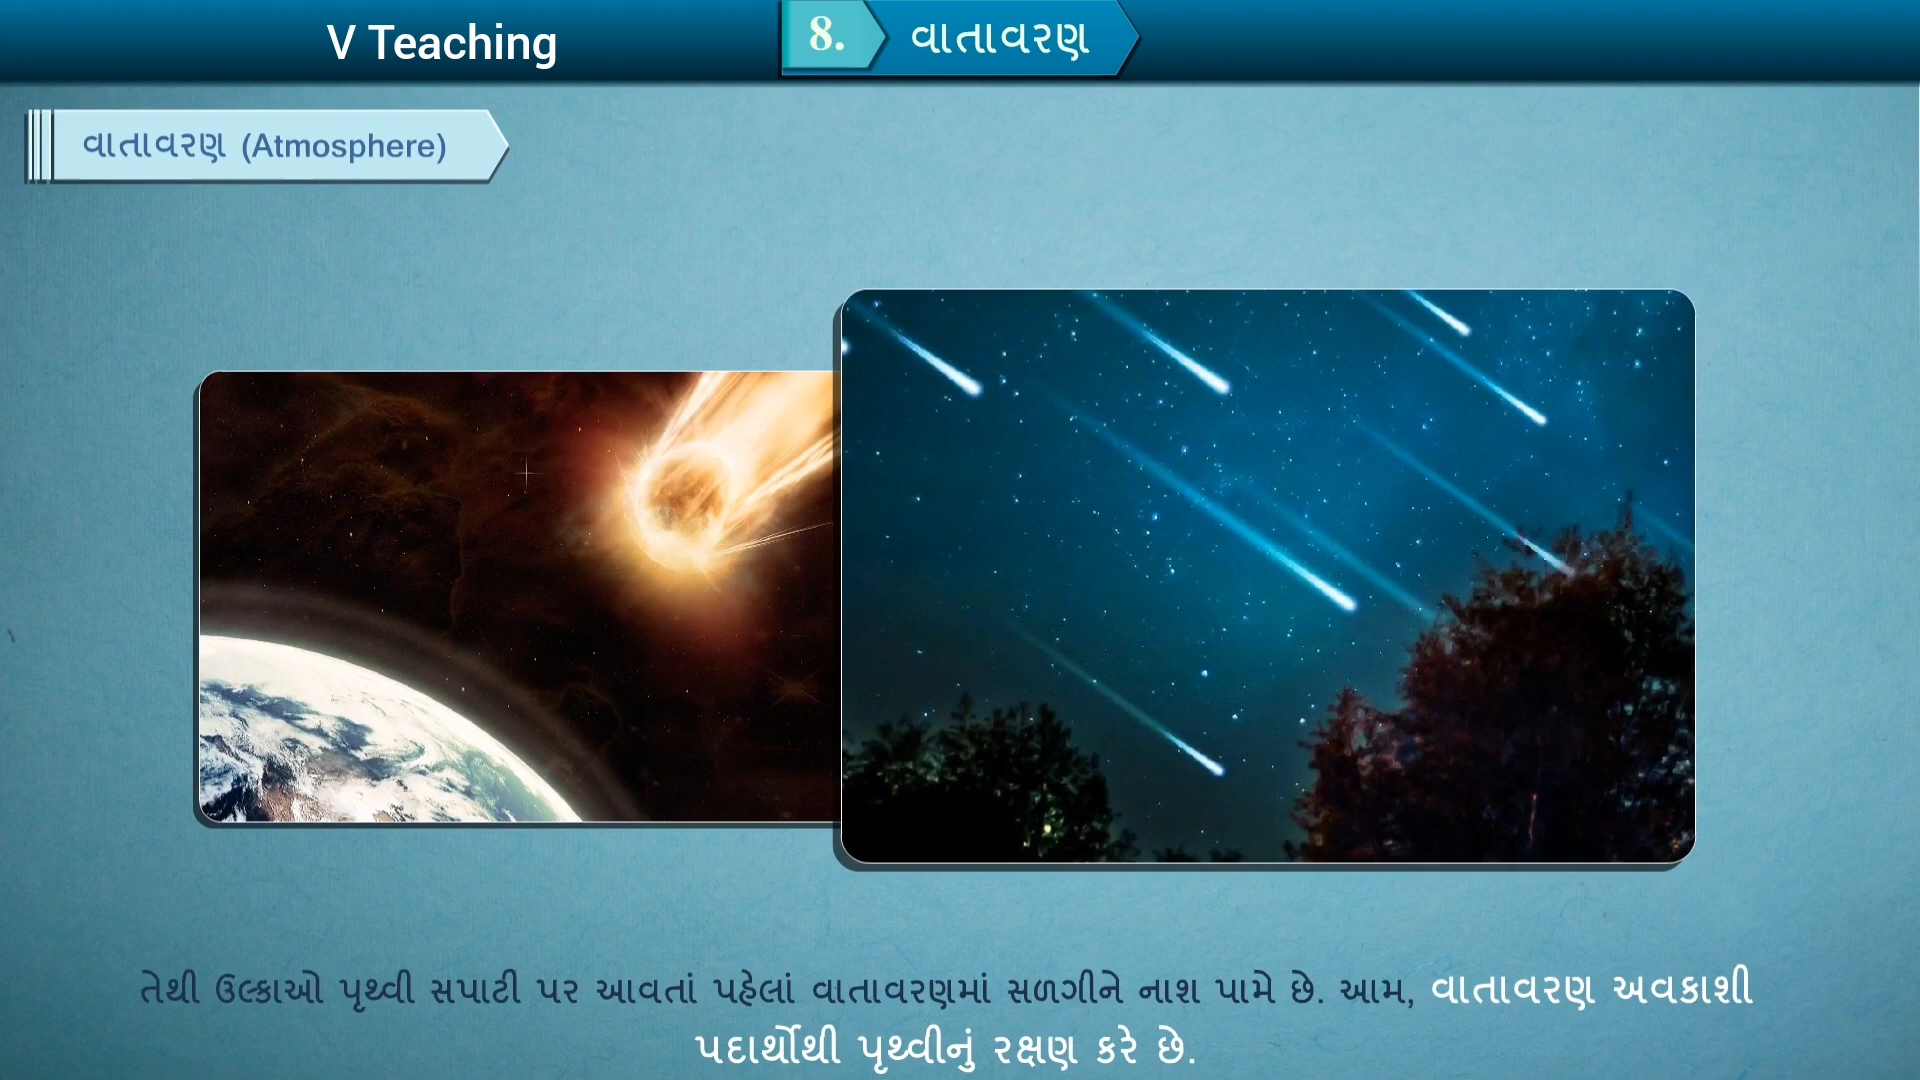 V Teaching
8. વાતાવરણ
વાતાવરણ (Atmosphere)
તેથી ઉલ્કાઓ પૃથ્વી સપાટી પર આવતાં પહેલાં વાતાવરણમાં સળગીને નાશ પામે છે. આમ, વાતાવરણ અવકાશી
પદાર્થોથી પૃથ્વીનું રક્ષણ કરે છે.